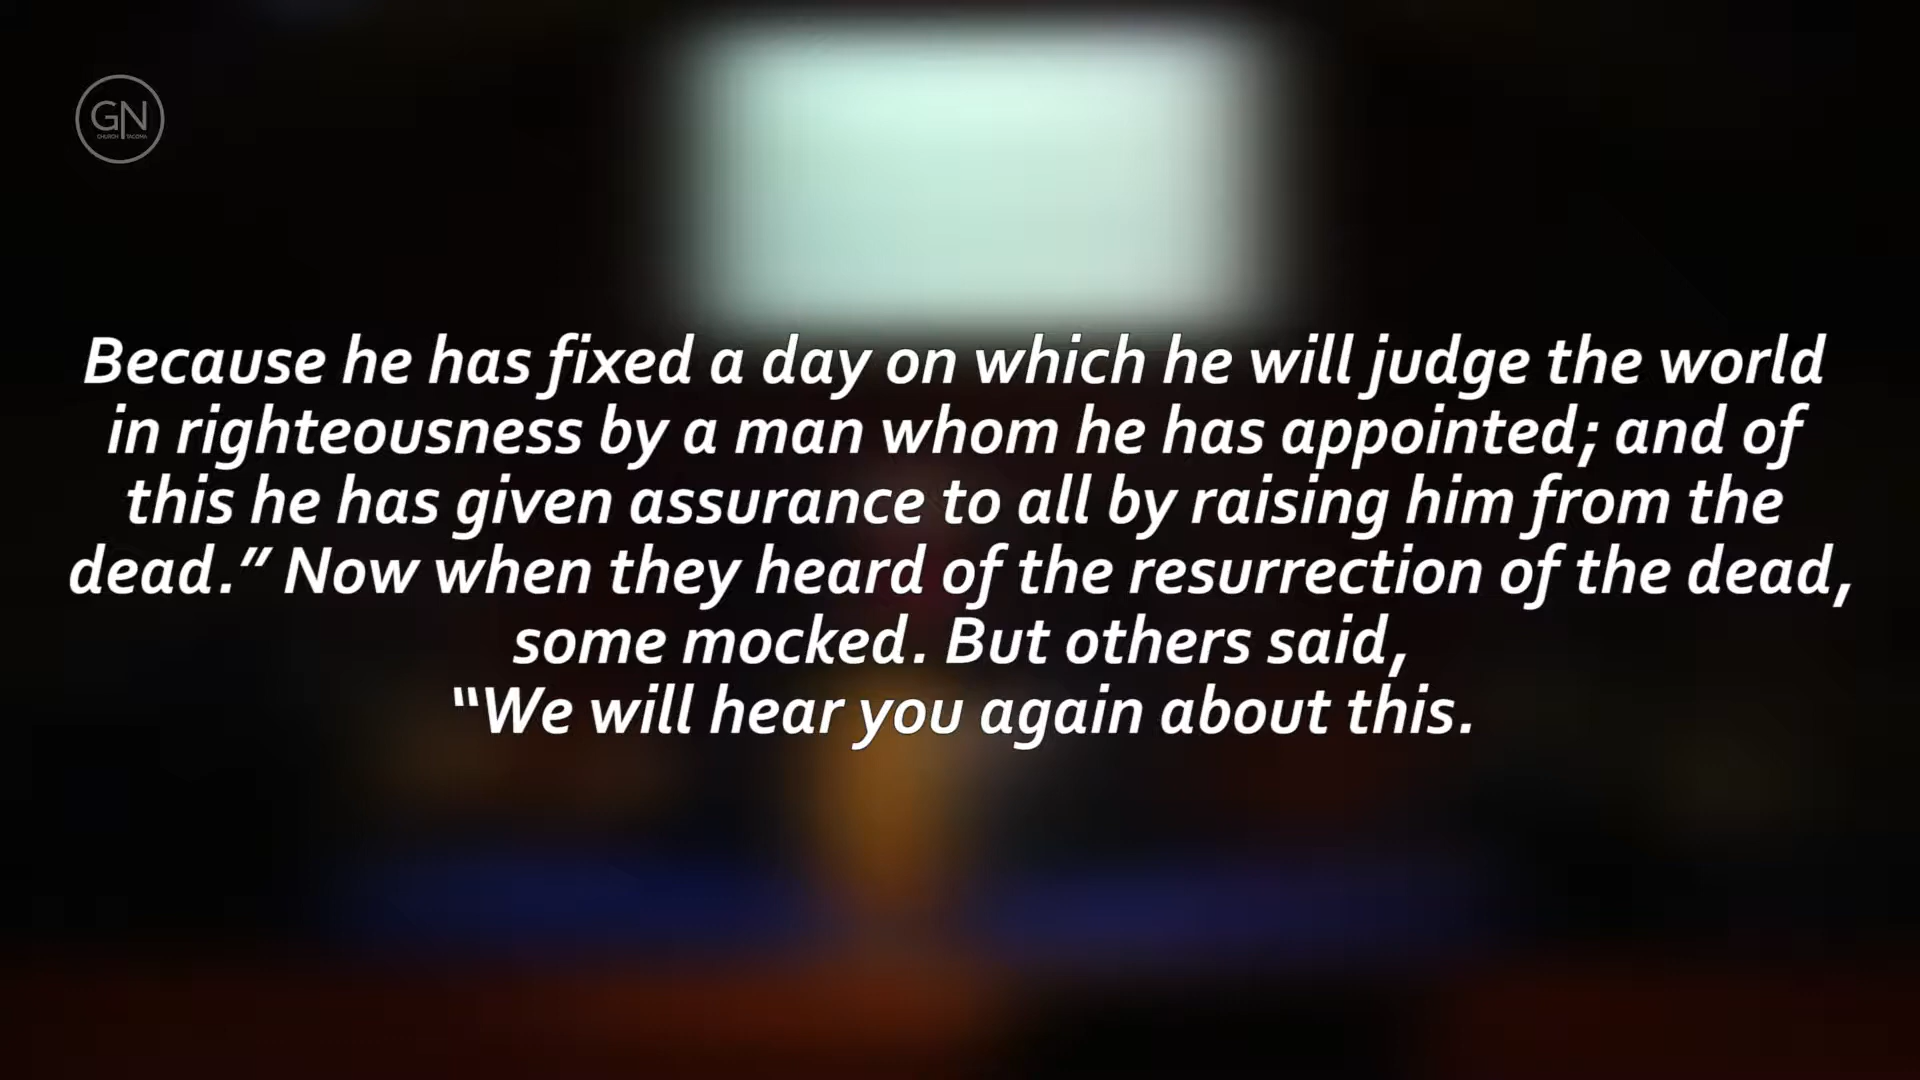 GN
CHURCH TACOMA
Because he has fixed a day on which he will judge the world
in righteousness by a man whom he has appointed; and of
this he has given assurance to all by raising him from the
dead.” Now when they heard of the resurrection of the dead,
some mocked. But others said,
“We will hear you again about this.